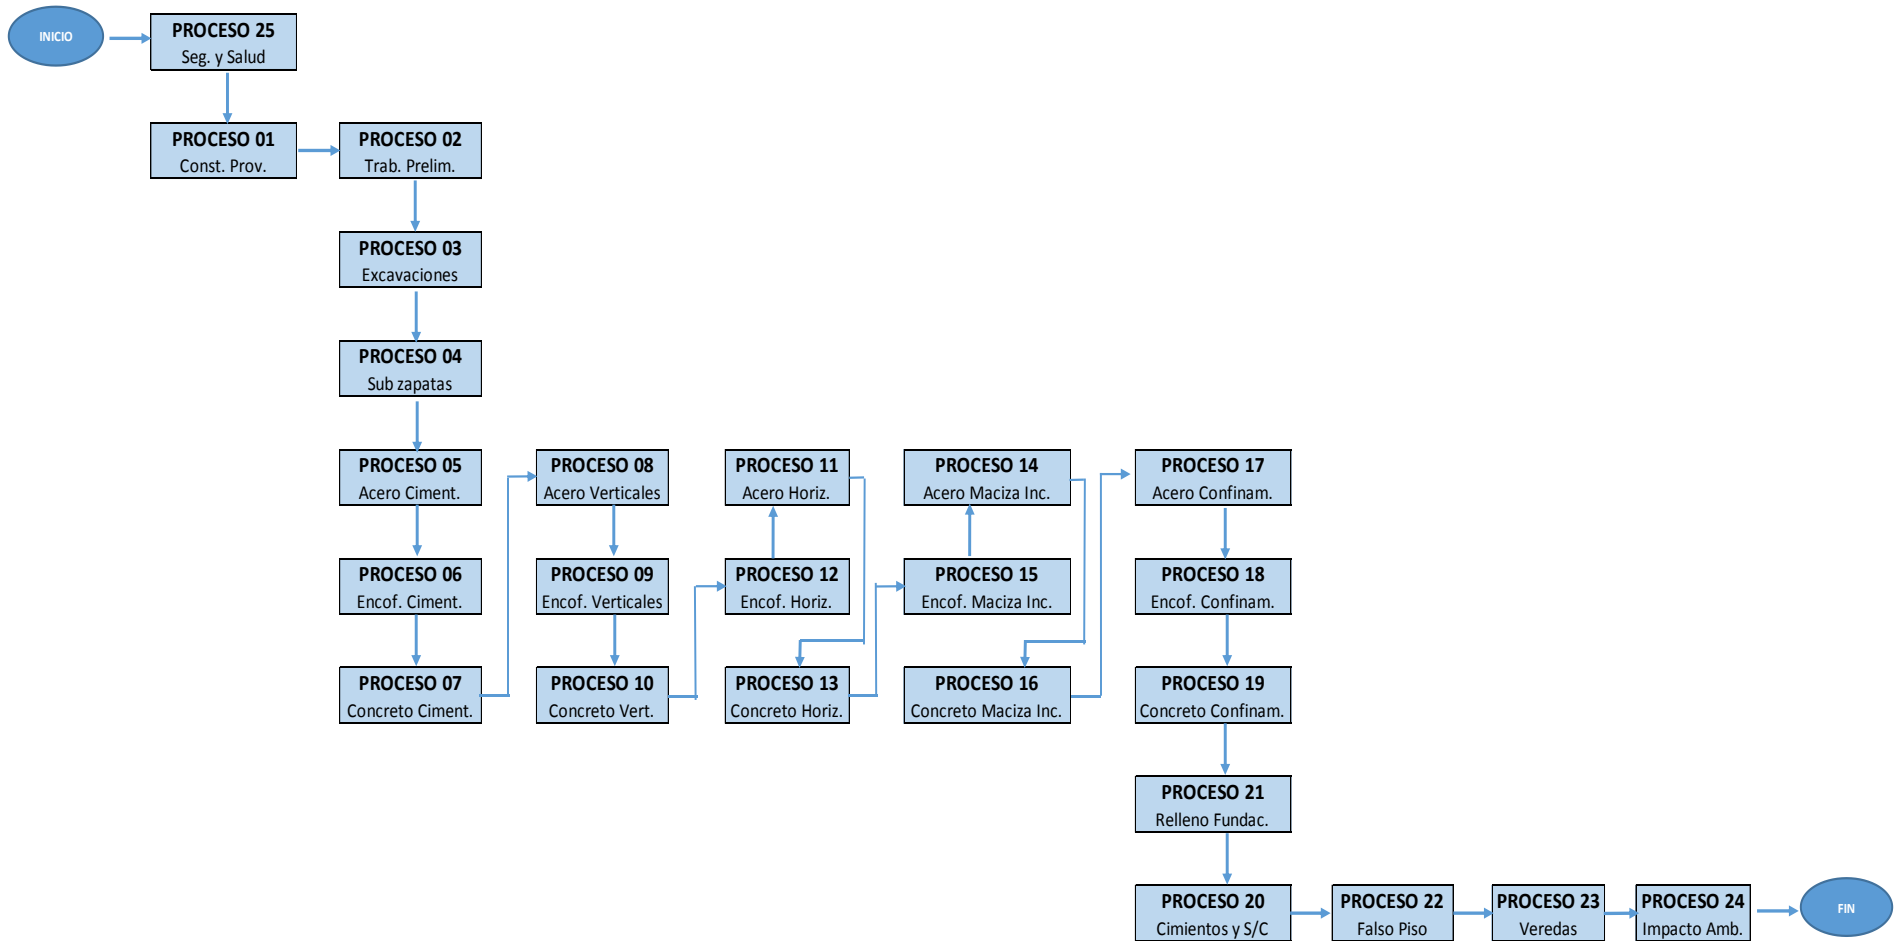 INICIO
PROCESO 25
Seg. y Salud
PROCESO 01
Const. Prov.
PROCESO 02
Trab. Prelim.
PROCESO 03
Excavaciones
PROCESO 04
Sub zapatas
PROCESO 05
Acero Ciment.
PROCESO 06
Encof. Ciment.
PROCESO 07
Concreto Ciment.
PROCESO 08
Acero Verticales
PROCESO 09
Encof. Verticales
PROCESO 10
Concreto Vert.
PROCESO 12
Encof. Horiz.
PROCESO 11
Acero Horiz.
PROCESO 13
Concreto Horiz.
PROCESO 15
Encof. Maciza Inc.
PROCESO 14
Acero Maciza Inc.
PROCESO 16
Concreto Maciza Inc.
PROCESO 17
Acero Confinam.
PROCESO 18
Encof. Confinam.
PROCESO 19
Concreto Confinam.
PROCESO 21
Relleno Fundac.
PROCESO 20
Cimientos y S/C
PROCESO 22
Falso Piso
PROCESO 23
Veredas
PROCESO 24
Impacto Amb.
FIN